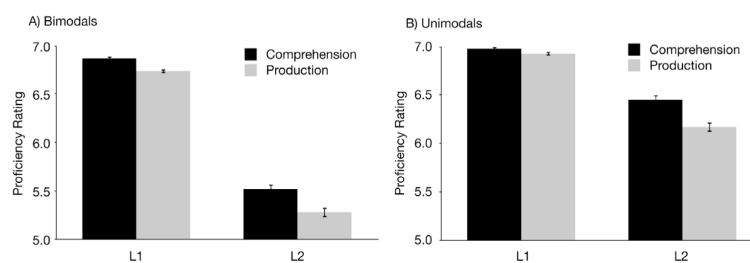 A) Bimodals
Proficiency Rating
7.0
6.5
6.0
5.5
5.0
Comprehension
Production
L1
L2
B) Unimodals
Proficiency Rating
7.0
6.5
6.0
5.5
5.0
Comprehension
Production
L1
L2